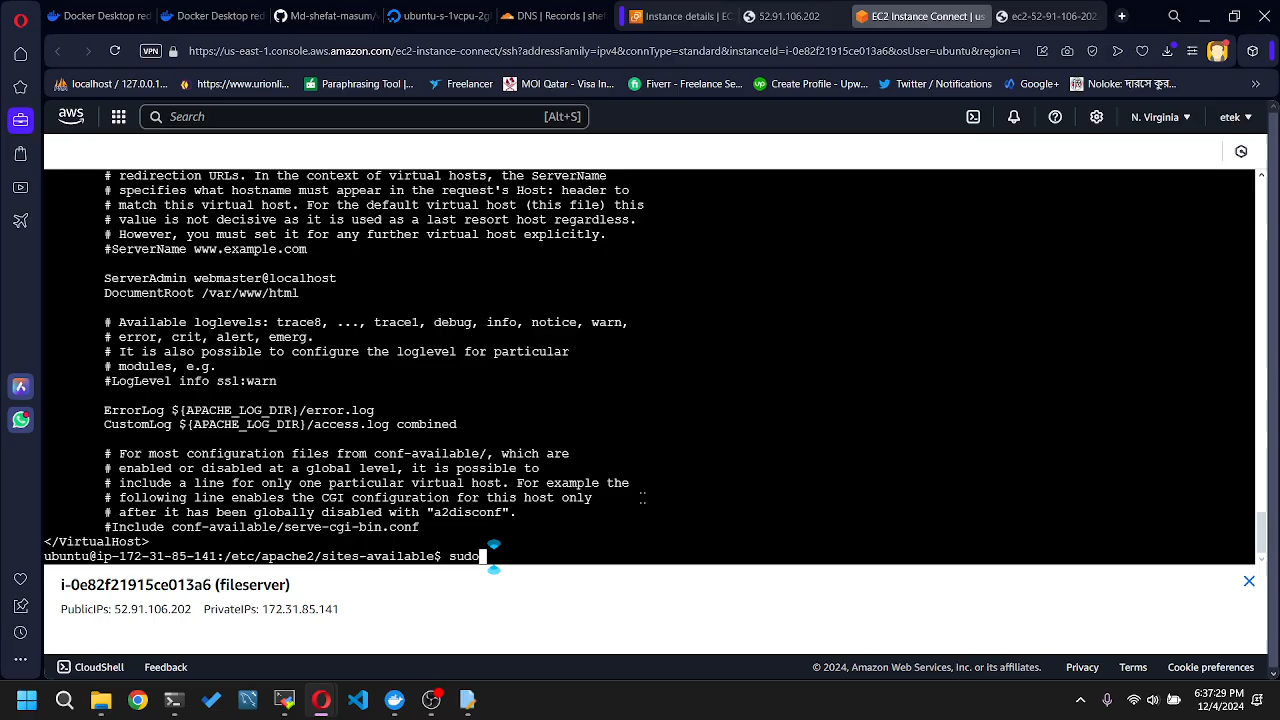 Docker Desktop red
Docker Desktop red
Md-shefat-masum/
ubuntu-s-1vcpu-2g
DNS | Records | shef
Instance details | EC
52.91.106.202
EC2 Instance Connect | us
ec2-52-91-106-202.
VPN
https://us-east-1.console.aws.amazon.com/ec2-instance-connect/ssh?addressFamily=ipv4&connType=standard&instanceId=i-0e82f21915ce013a6&osUser=ubuntu&region=u
localhost / 127.0.0.1...
https://www.urionli...
Paraphrasing Tool |...
Freelancer
MOI Qatar - Visa In...
Fiverr - Freelance Se...
Create Profile - Upw...
Twitter / Notifications
Google+
Noloke: দারসে কুর...
aws
Search
[Alt+S]
N. Virginia
etek
# redirection URLs. In the context of virtual hosts, the ServerName
# specifies what hostname must appear in the request's Host: header to
# match this virtual host. For the default virtual host (this file) this
# value is not decisive as it is used as a last resort host regardless.
# However, you must set it for any further virtual host explicitly.
#ServerName www.example.com
ServerAdmin webmaster@localhost
DocumentRoot /var/www/html
# Available loglevels: trace8, ..., trace1, debug, info, notice, warn,
# error, crit, alert, emerg.
# It is also possible to configure the loglevel for particular
# modules, e.g.
#LogLevel info ssl:warn
ErrorLog ${APACHE_LOG_DIR}/error.log
CustomLog ${APACHE_LOG_DIR}/access.log combined
# For most configuration files from conf-available/, which are
# enabled or disabled at a global level, it is possible to
# include a line for only one particular virtual host. For example the
# following line enables the CGI configuration for this host only
# after it has been globally disabled with "a2disconf".
#Include conf-available/serve-cgi-bin.conf
</VirtualHost>
ubuntu@ip-172-31-85-141:/etc/apache2/sites-available$ sudo
i-0e82f21915ce013a6 (fileserver)
PublicIPs: 52.91.106.202 PrivateIPs: 172.31.85.141
CloudShell
Feedback
© 2024, Amazon Web Services, Inc. or its affiliates.
Privacy
Terms
Cookie preferences
6:37:29 PM
12/4/2024